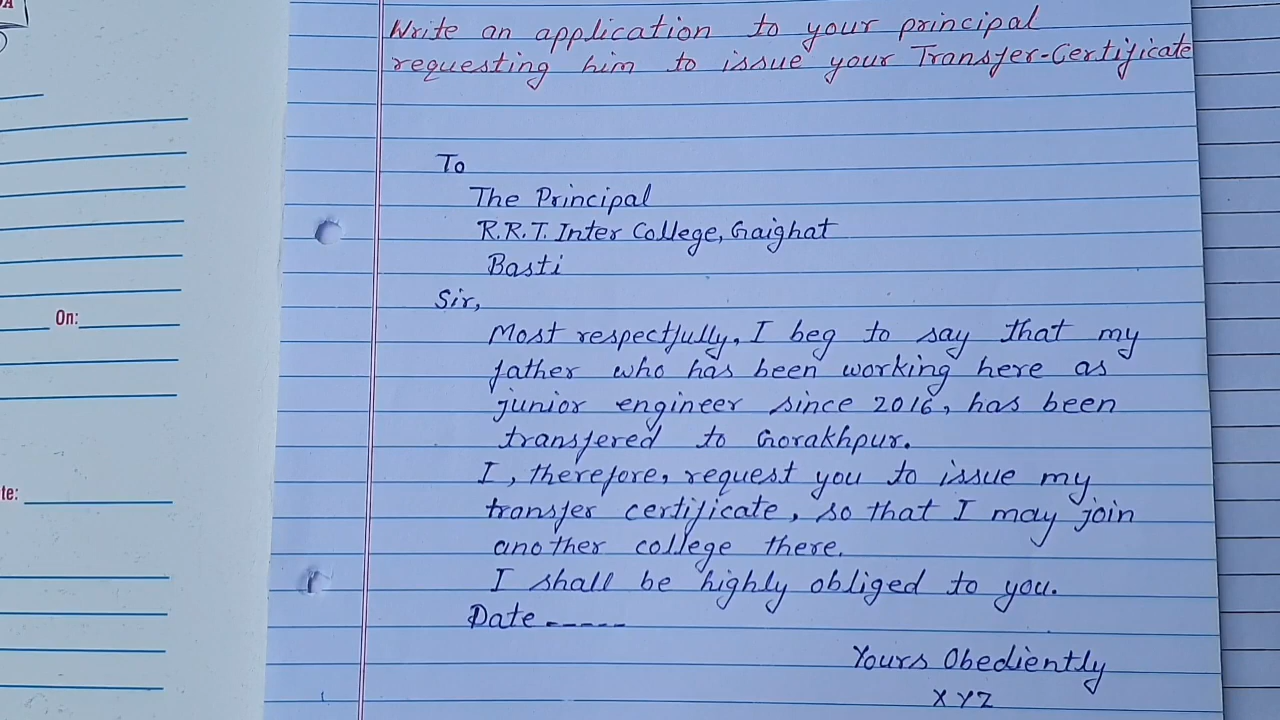 A
Write an application to your principal
requesting him to issue your Transfer-Certificate
To
The Principal
R.R.T. Inter College, Gaighat
Basti
Sir,
Most respectfully, I beg to say that my
father who has been working here as
junior engineer since 2016, has been
transfered to Gorakhpur.
I, therefore, request you to issue my
transfer certificate, so that I may join
another college there.
I shall be highly obliged to you.
Date -----
Yours Obediently
XYZ
On:
te: